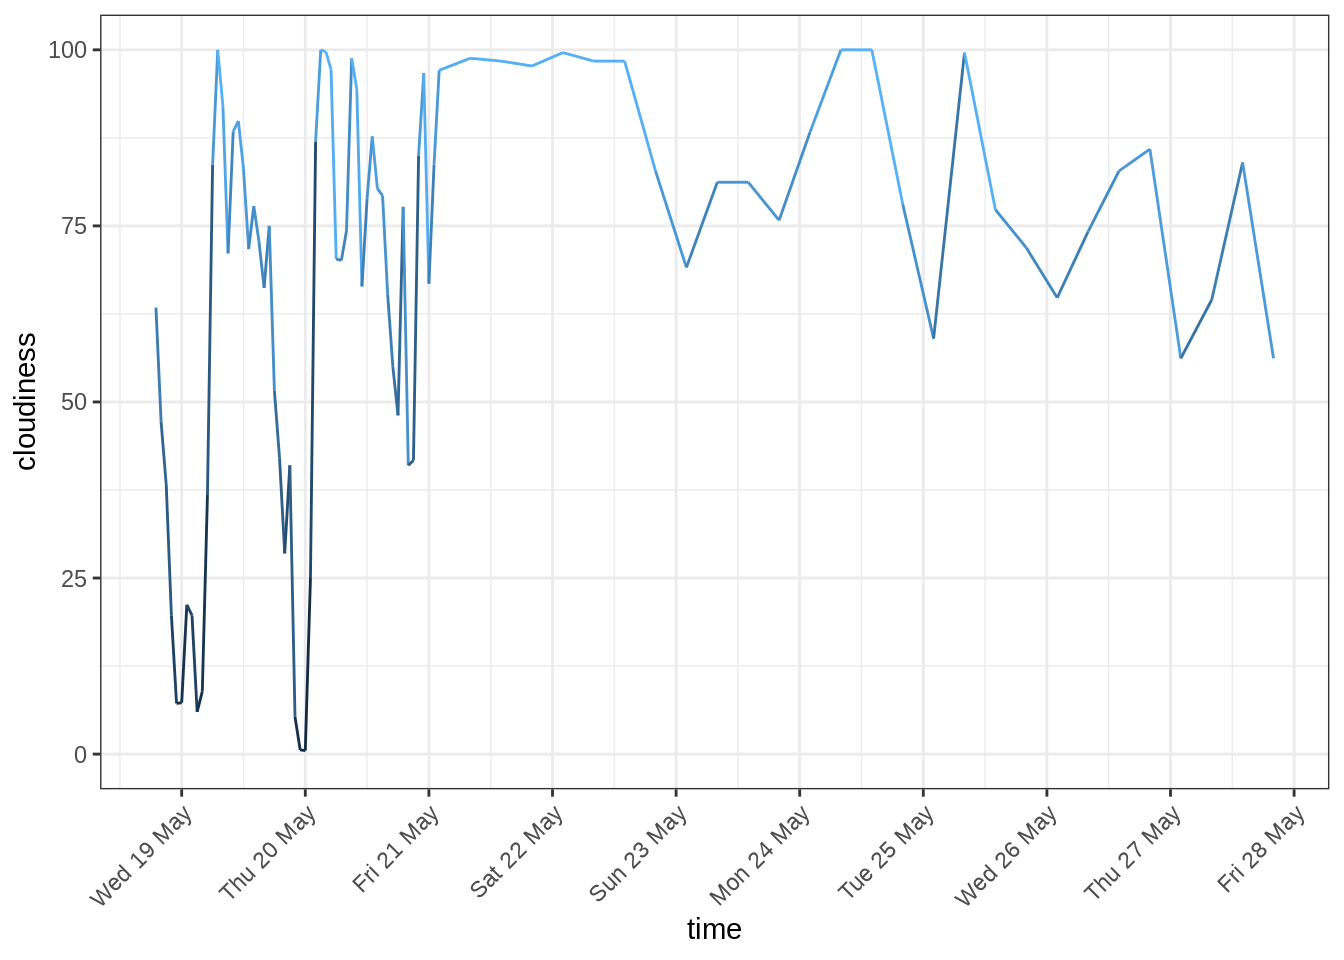 cloudiness
100
75
50
25
0
Wed 19 May
Thu 20 May
Fri 21 May
Sat 22 May
Sun 23 May
Mon 24 May
Tue 25 May
Wed 26 May
Thu 27 May
Fri 28 May
time